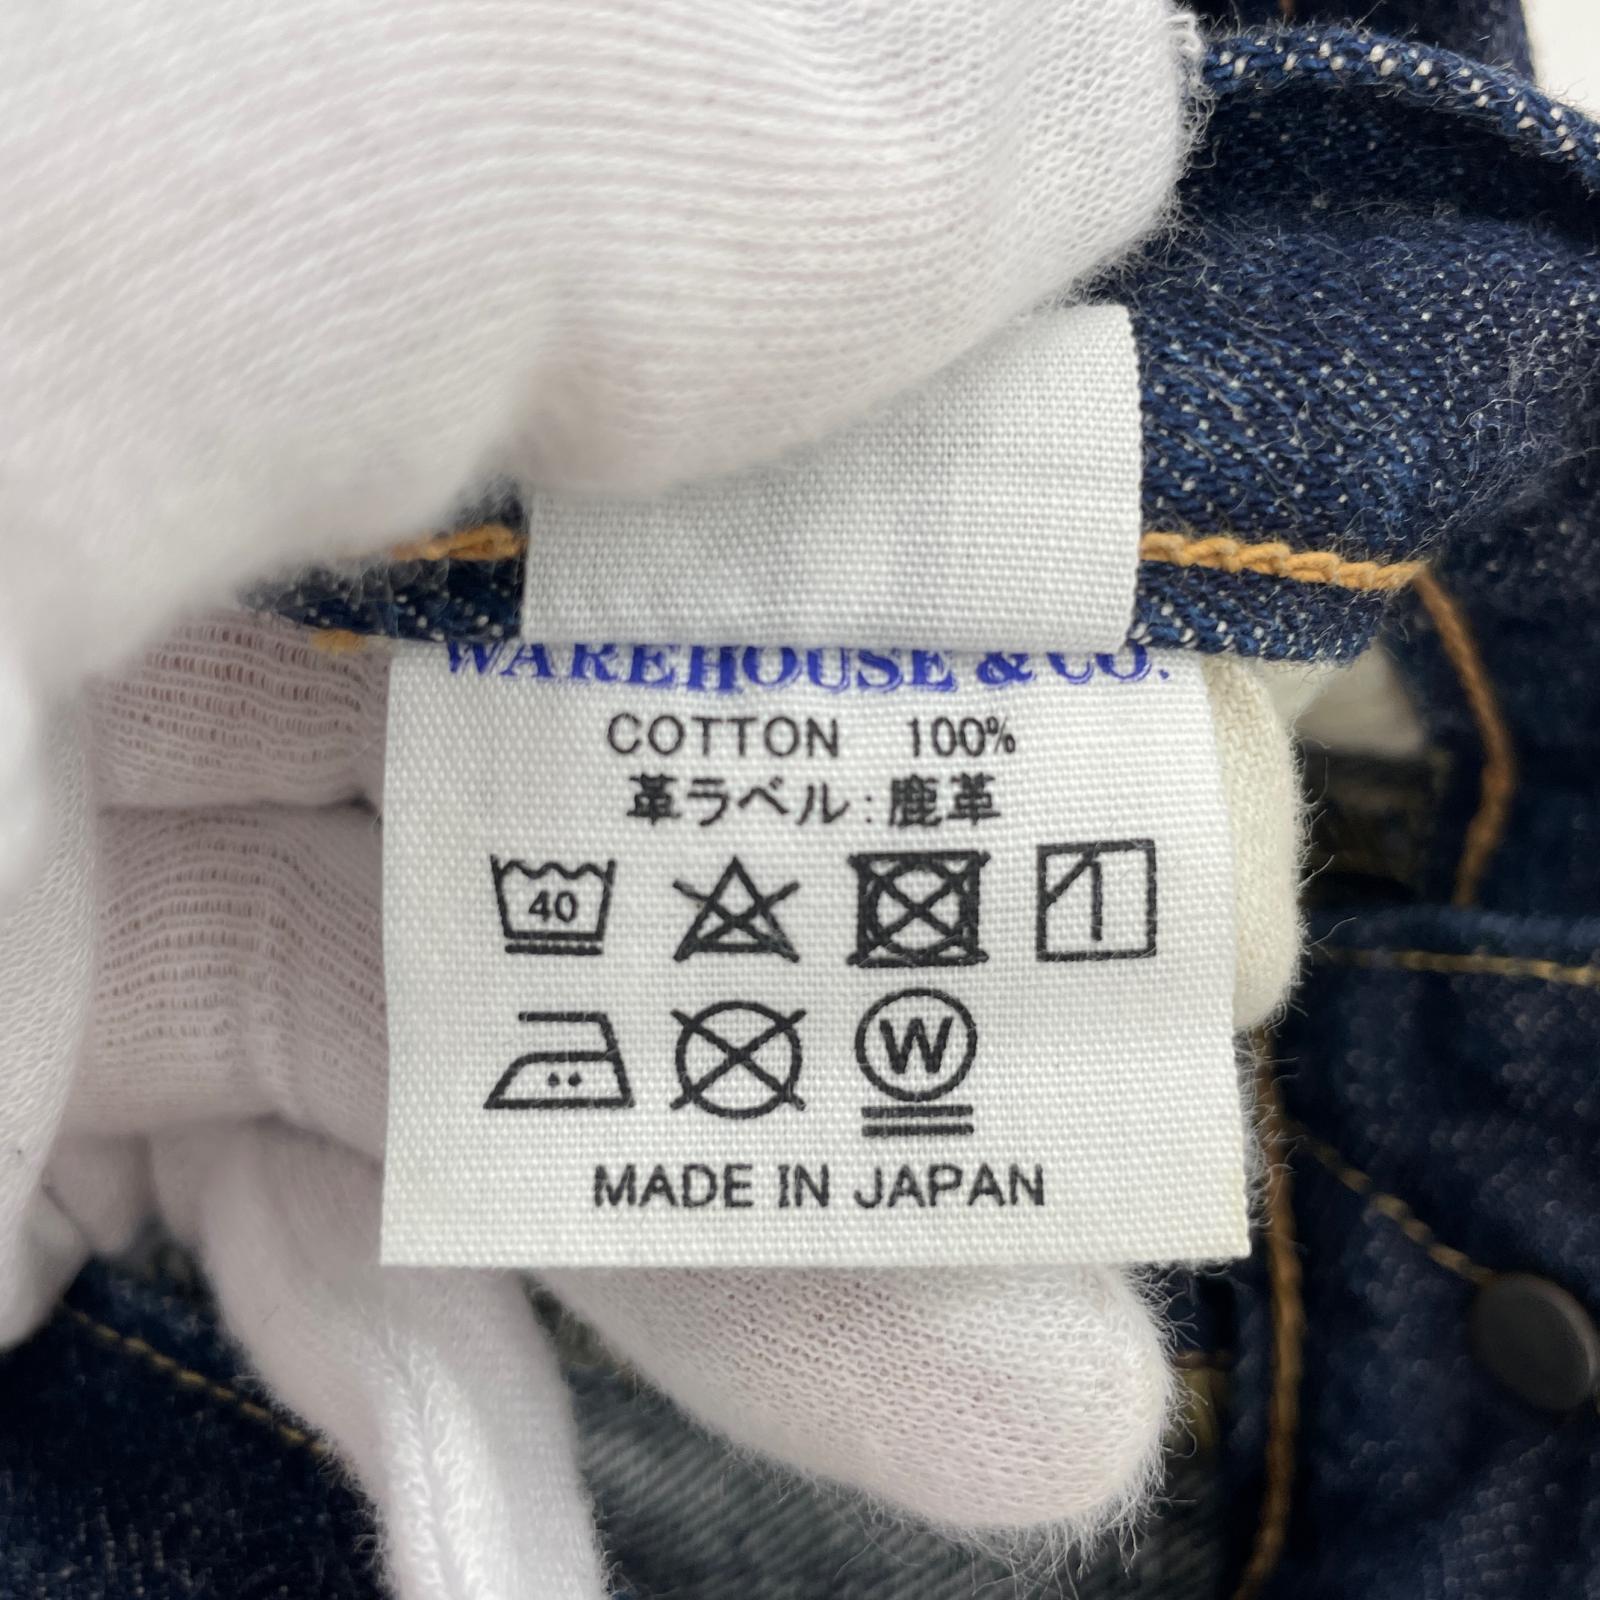 WAREHOUSE & CO.
COTTON 100%
革ラベル:鹿革
40
W
MADE IN JAPAN